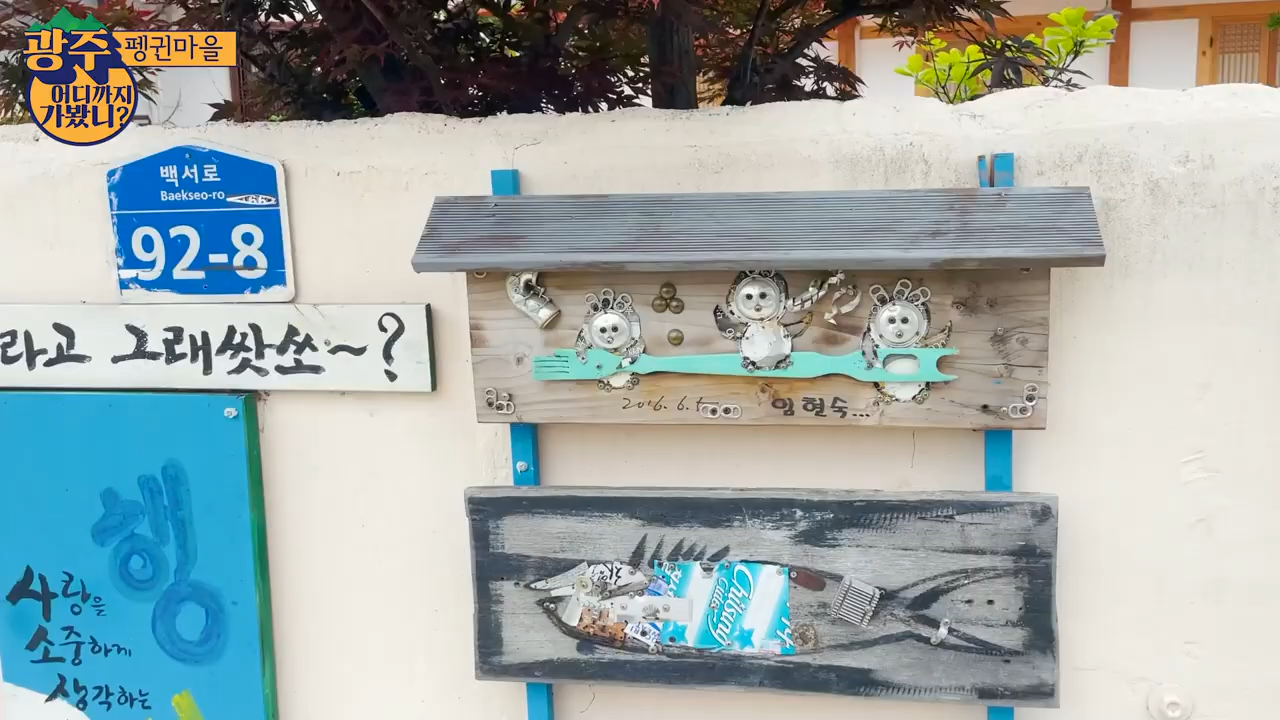 광주 펭귄마을
어디까지
가봤니?
백서로
Baekseo-ro
92-8
라고 그래쌋쏘~?
2016. 6.
임현숙...
행
사랑을
소중하게
생각하는
Chilsung
Cider